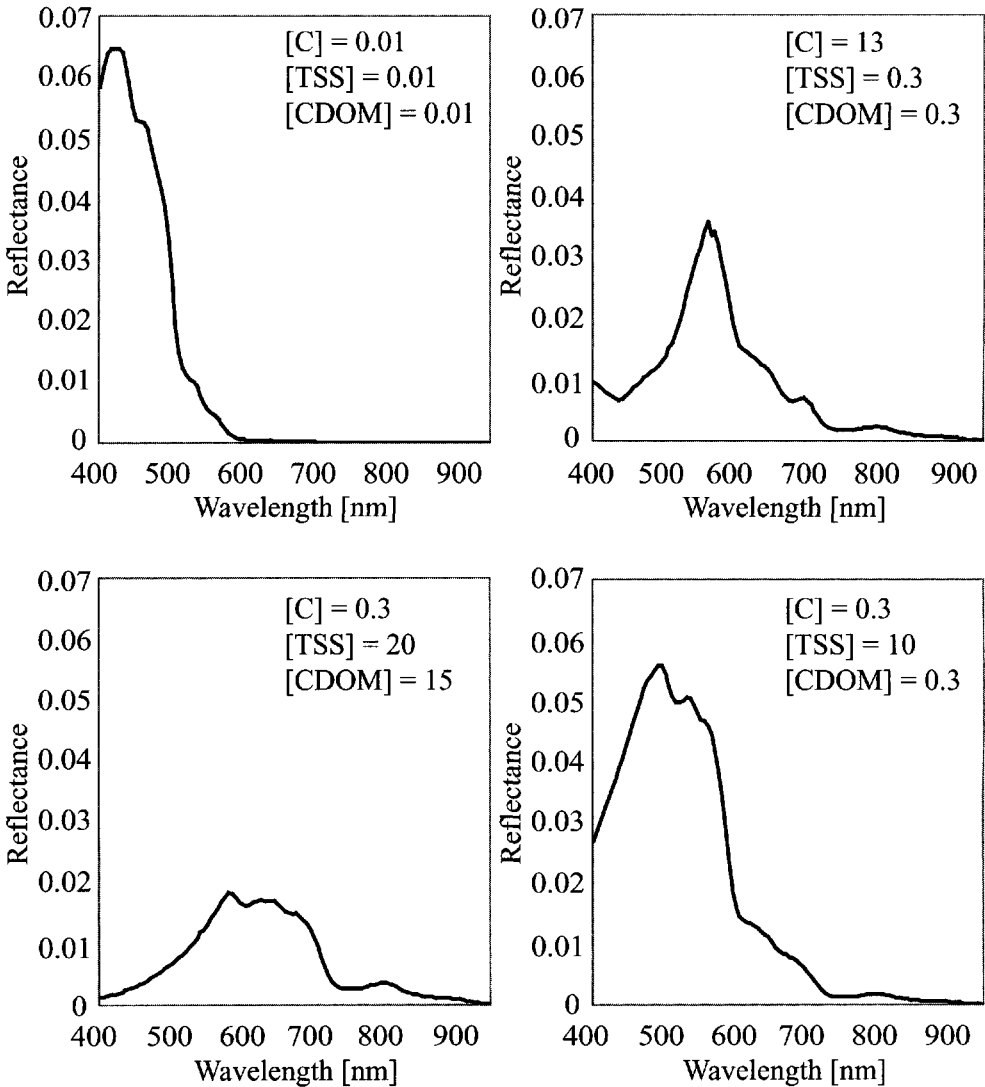 0.07
0.06
0.05
0.04
0.03
0.02
0.01
0
Reflectance
[C] = 0.01
[TSS] = 0.01
[CDOM] = 0.01
400 500 600 700 800 900
Wavelength [nm]
0.07
0.06
0.05
0.04
0.03
0.02
0.01
0
Reflectance
[C] = 13
[TSS] = 0.3
[CDOM] = 0.3
400 500 600 700 800 900
Wavelength [nm]
0.07
0.06
0.05
0.04
0.03
0.02
0.01
0
Reflectance
[C] = 0.3
[TSS] = 20
[CDOM] = 15
400 500 600 700 800 900
Wavelength [nm]
0.07
0.06
0.05
0.04
0.03
0.02
0.01
0
Reflectance
[C] = 0.3
[TSS] = 10
[CDOM] = 0.3
400 500 600 700 800 900
Wavelength [nm]